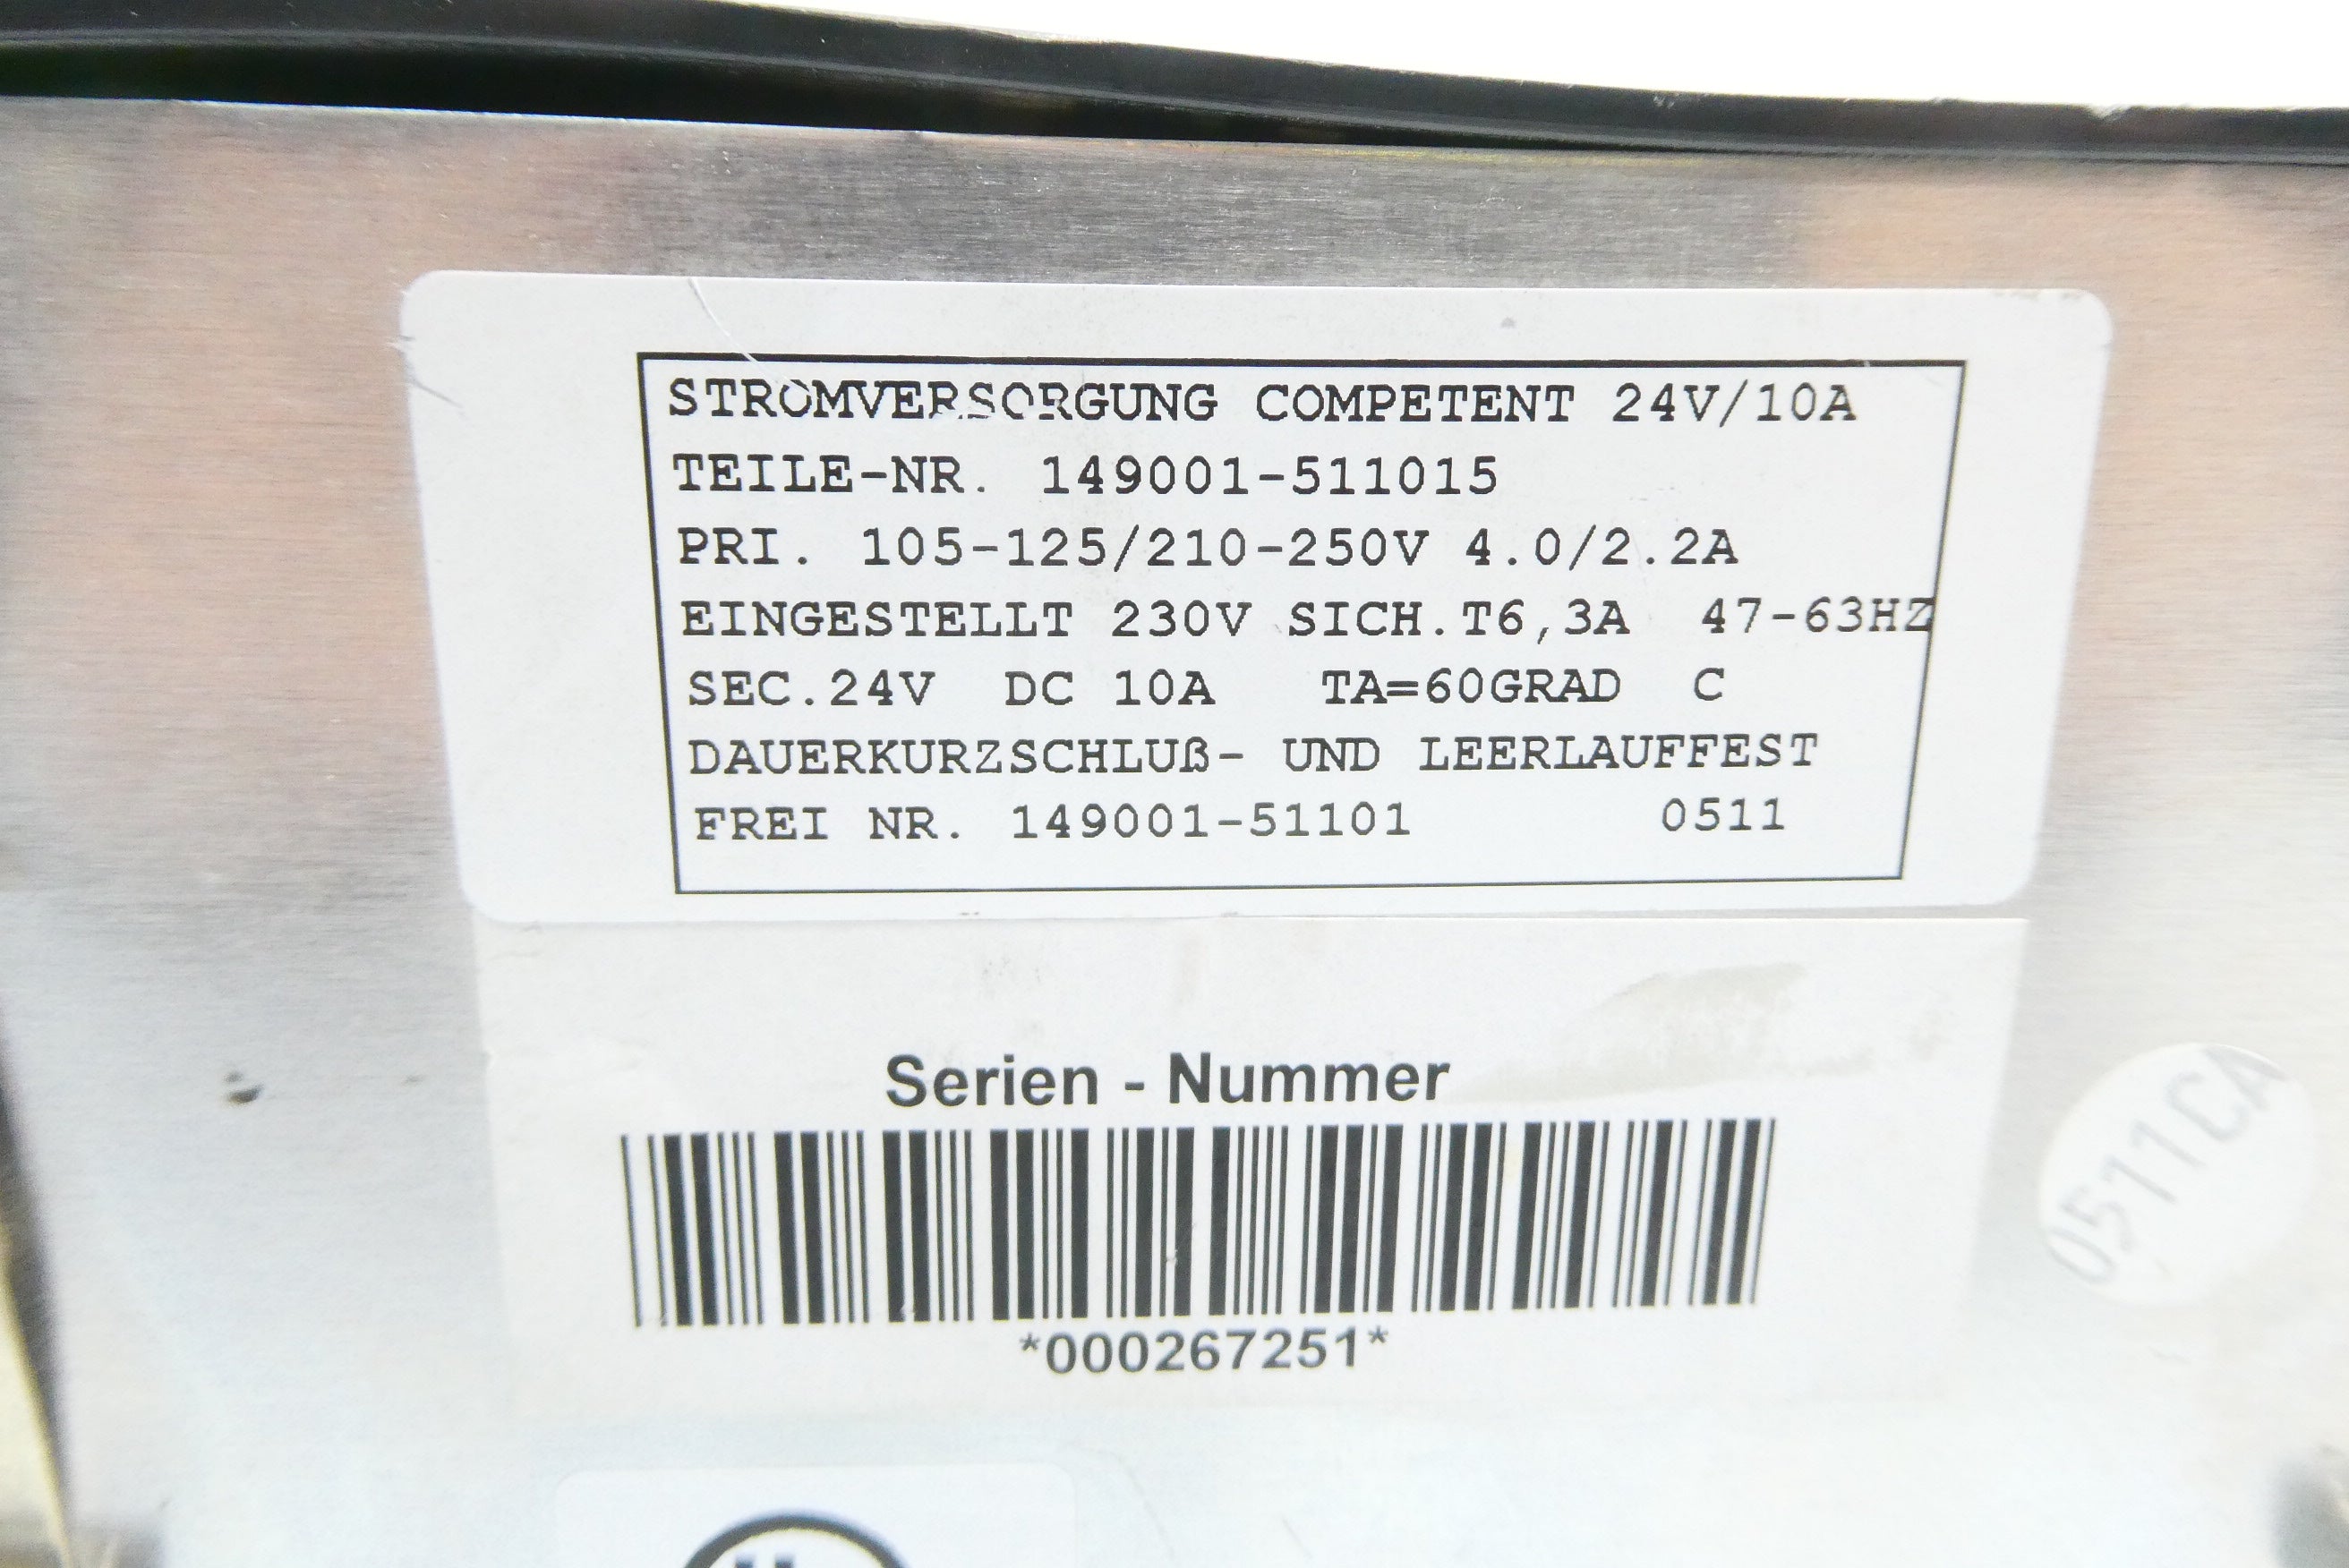 STROMVERSORGUNG COMPETENT 24V/10A
TEILE-NR. 149001-511015
PRI. 105-125/210-250V 4.0/2.2A
EINGESTELLT 230V SICH.T6,3A 47-63HZ
SEC.24V DC 10A TA=60GRAD C
DAUERKURZSCHLUß- UND LEERLAUFFEST
FREI NR. 149001-51101 0511
Serien - Nummer
*000267251*
0511CA